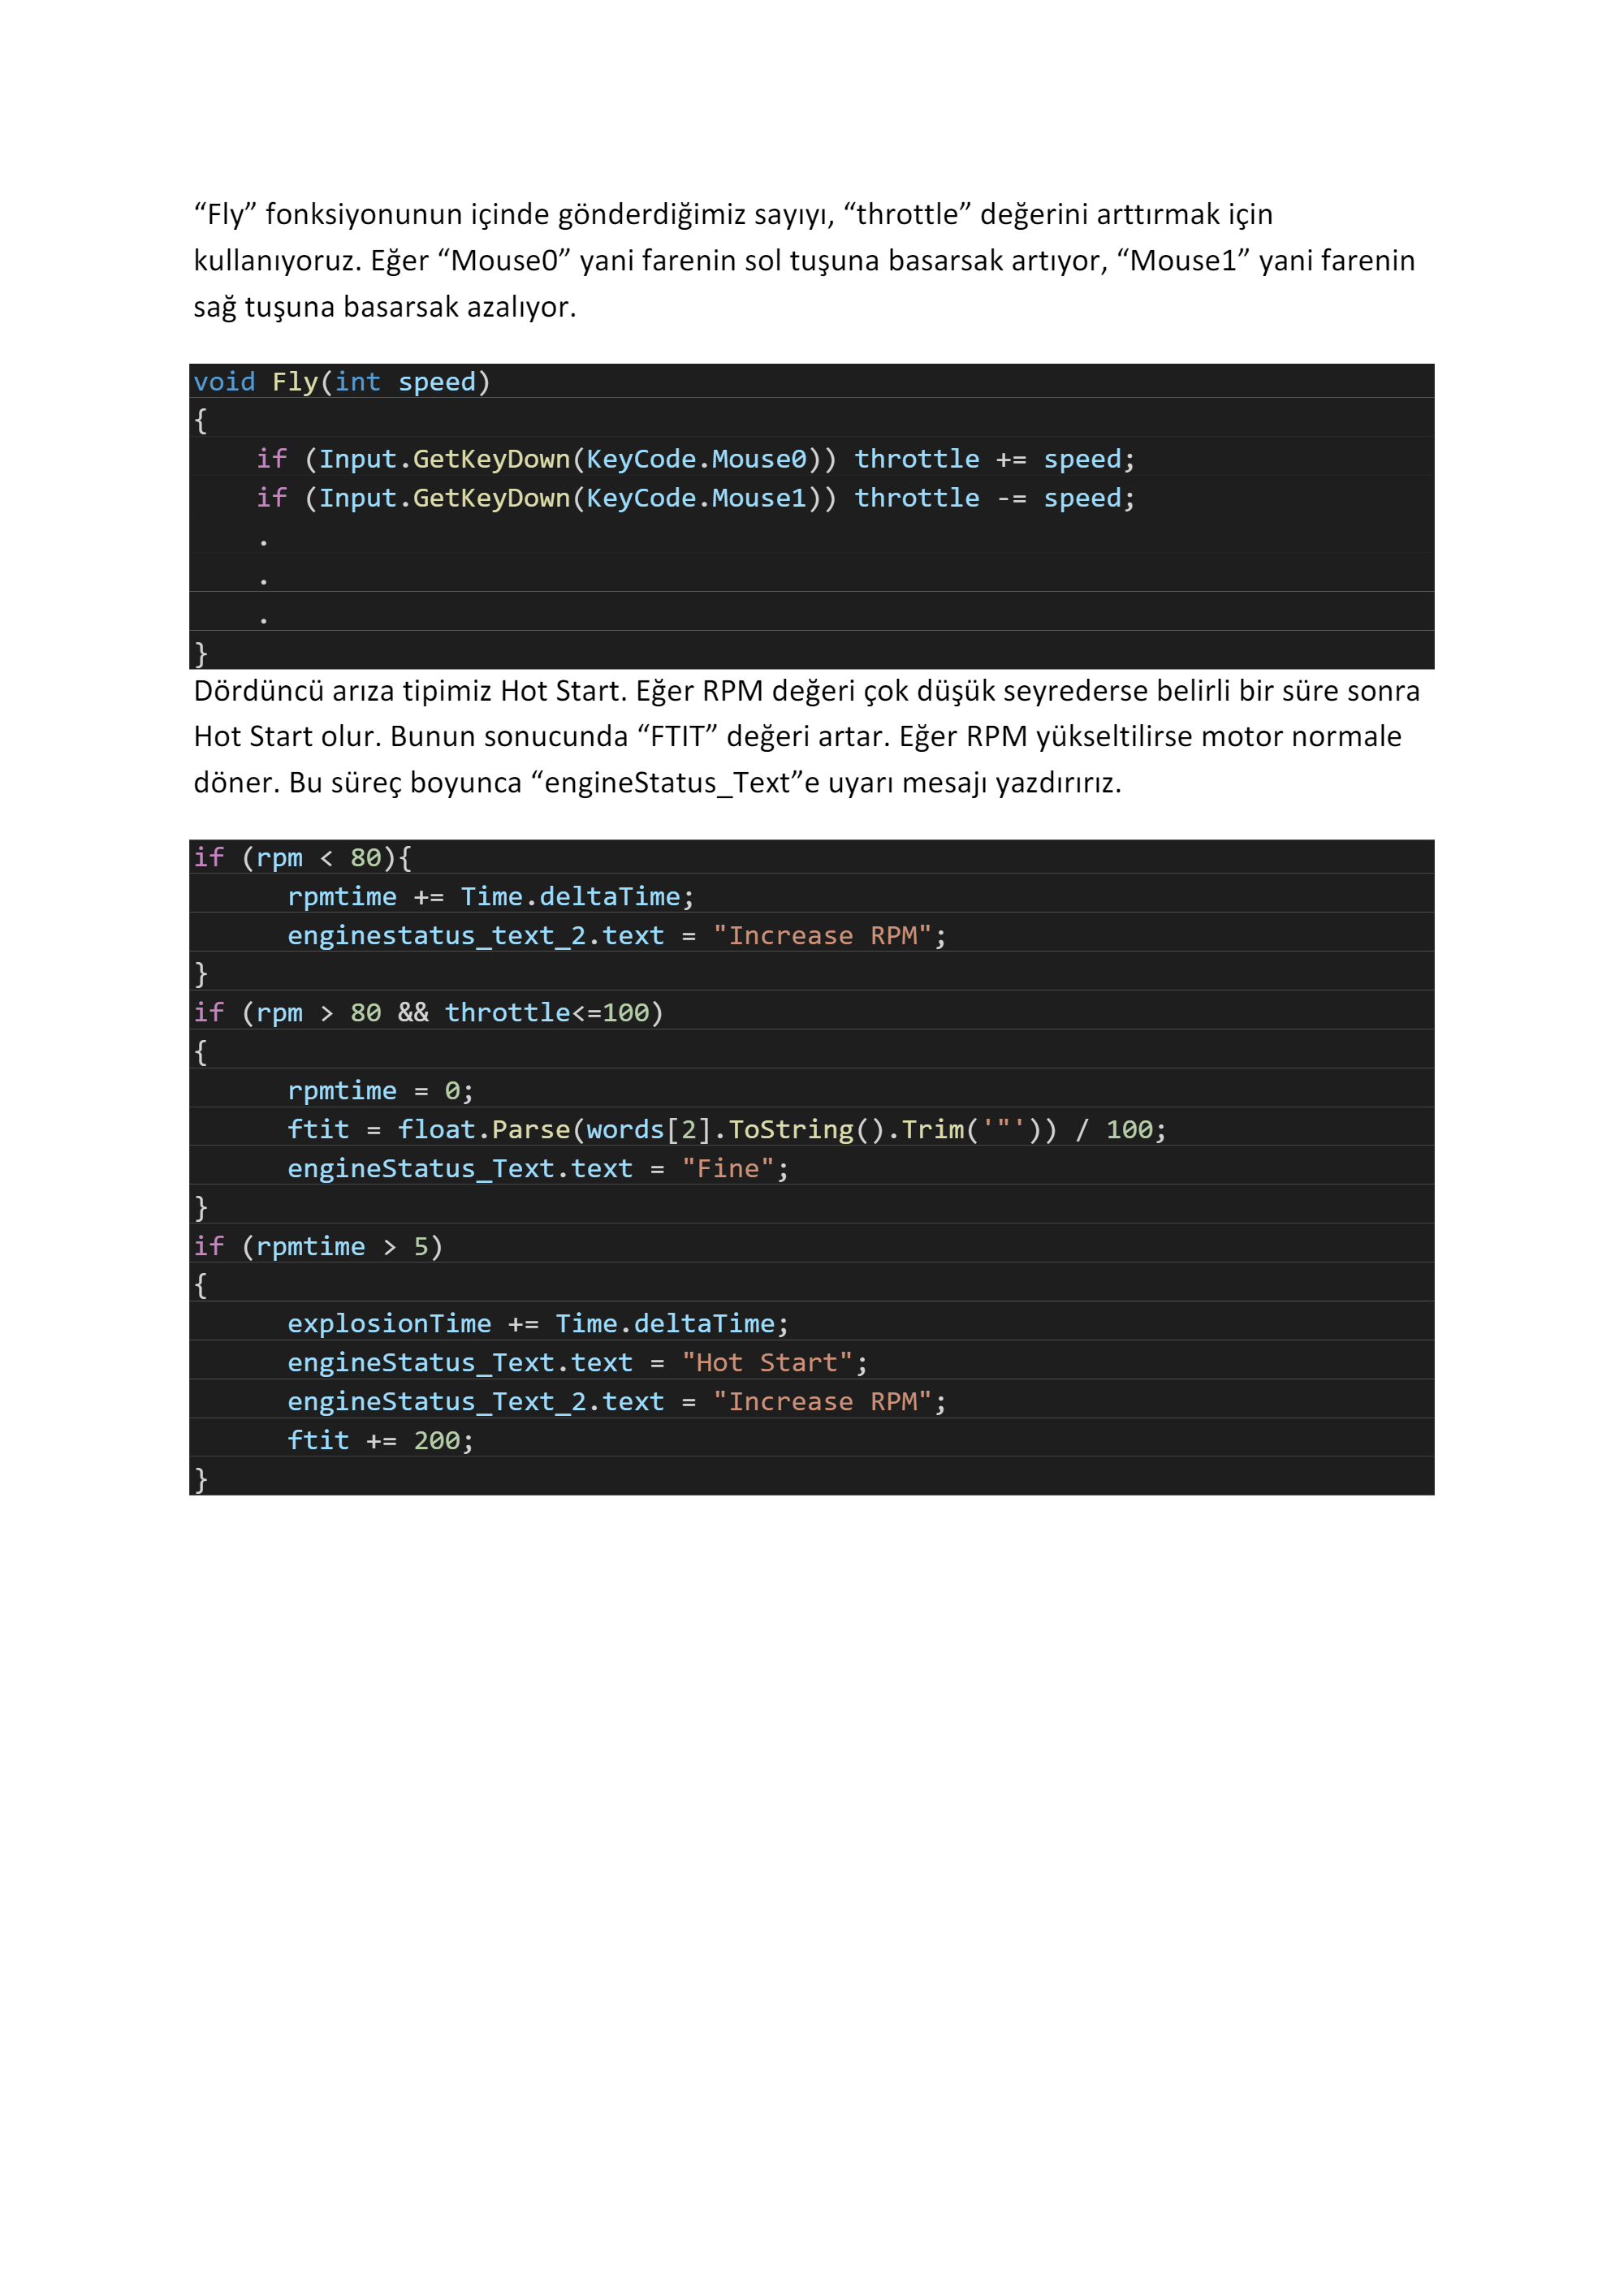 “Fly” fonksiyonunun içinde gönderdiğimiz sayıyı, “throttle” değerini arttırmak için
kullanıyoruz. Eğer “Mouse0” yani farenin sol tuşuna basarsak artıyor, “Mouse1” yani farenin
sağ tuşuna basarsak azalıyor.
void Fly(int speed)
{
    if (Input.GetKeyDown(KeyCode.Mouse0)) throttle += speed;
    if (Input.GetKeyDown(KeyCode.Mouse1)) throttle -= speed;
    .
    .
    .
}
Dördüncü arıza tipimiz Hot Start. Eğer RPM değeri çok düşük seyrederse belirli bir süre sonra
Hot Start olur. Bunun sonucunda “FTIT” değeri artar. Eğer RPM yükseltilirse motor normale
döner. Bu süreç boyunca “engineStatus_Text”e uyarı mesajı yazdırırız.
if (rpm < 80){
      rpmtime += Time.deltaTime;
      enginestatus_text_2.text = "Increase RPM";
}
if (rpm > 80 && throttle<=100)
{
      rpmtime = 0;
      ftit = float.Parse(words[2].ToString().Trim('"')) / 100;
      engineStatus_Text.text = "Fine";
}
if (rpmtime > 5)
{
      explosionTime += Time.deltaTime;
      engineStatus_Text.text = "Hot Start";
      engineStatus_Text_2.text = "Increase RPM";
      ftit += 200;
}